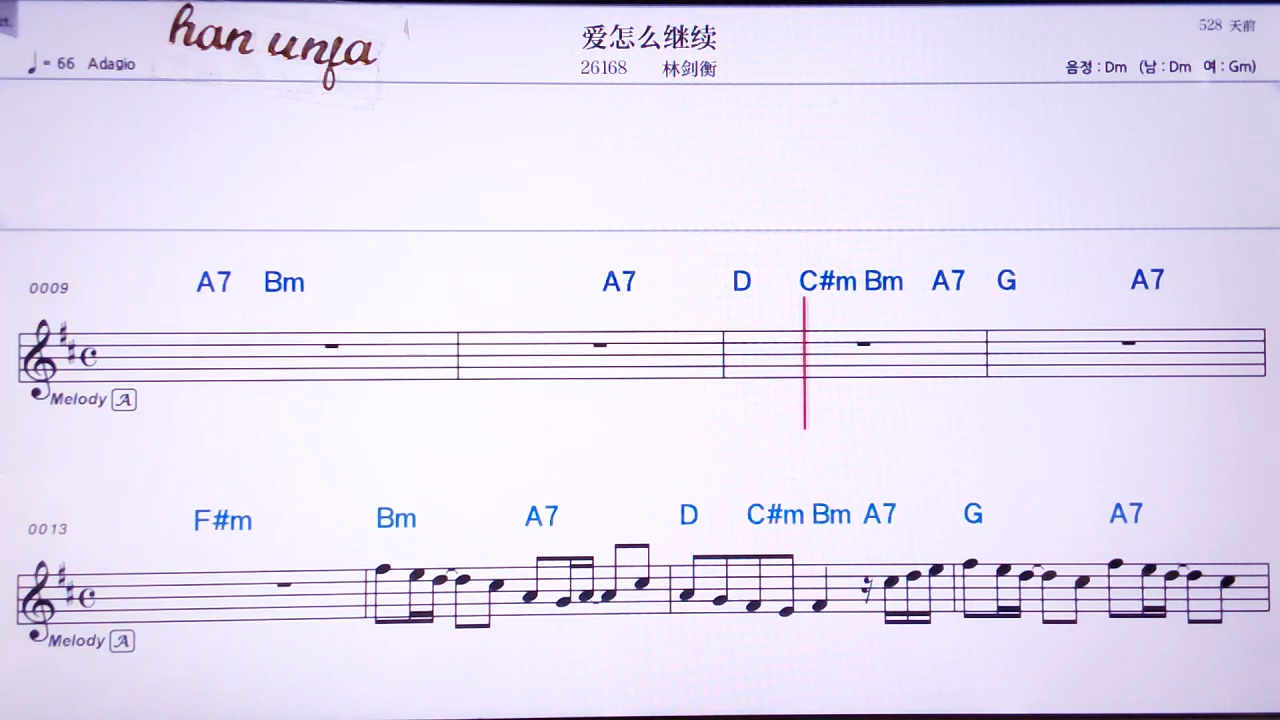 han unfa
爱怎么继续
528 天前
♩= 66 Adagio
26168 林剑衡
음정 : Dm (남 : Dm 여 : Gm)
0009 A7 Bm A7 D C#m Bm A7 G A7
Melody A
0013 F#m Bm A7 D C#m Bm A7 G A7
Melody A